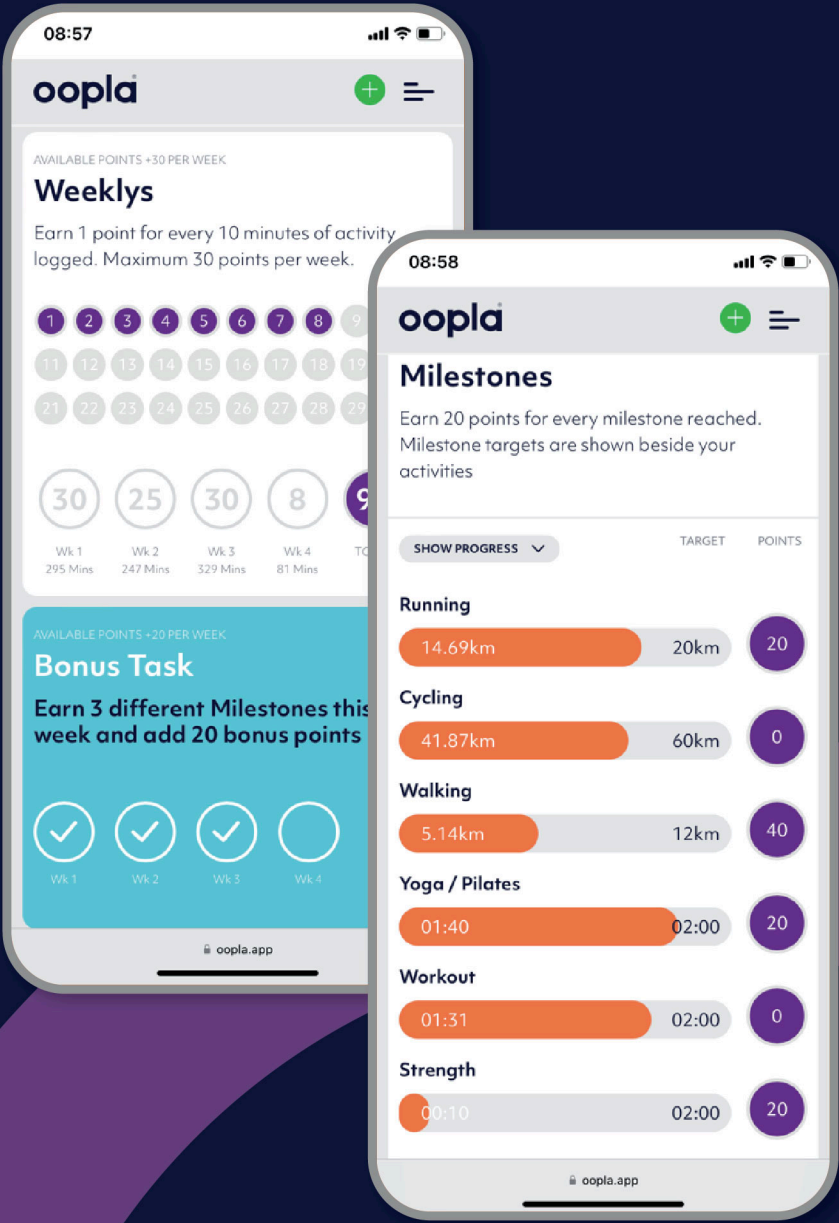 08:57
oopla
AVAILABLE POINTS +30 PER WEEK
Weeklys
Earn 1 point for every 10 minutes of activity
logged. Maximum 30 points per week.
1 2 3 4 5 6 7 8 9
11 12 13 14 15 16 17 18 19
21 22 23 24 25 26 27 28 29
30 25 30 8 9
Wk 1 Wk 2 Wk 3 Wk 4
295 Mins 247 Mins 329 Mins 81 Mins
AVAILABLE POINTS +20 PER WEEK
Bonus Task
Earn 3 different Milestones this
week and add 20 bonus points
Wk 1 Wk 2 Wk 3 Wk 4
oopla.app
08:58
oopla
Milestones
Earn 20 points for every milestone reached.
Milestone targets are shown beside your
activities
SHOW PROGRESS TARGET POINTS
Running
14.69km 20km 20
Cycling
41.87km 60km 0
Walking
5.14km 12km 40
Yoga / Pilates
01:40 02:00 20
Workout
01:31 02:00 0
Strength
00:10 02:00 20
oopla.app